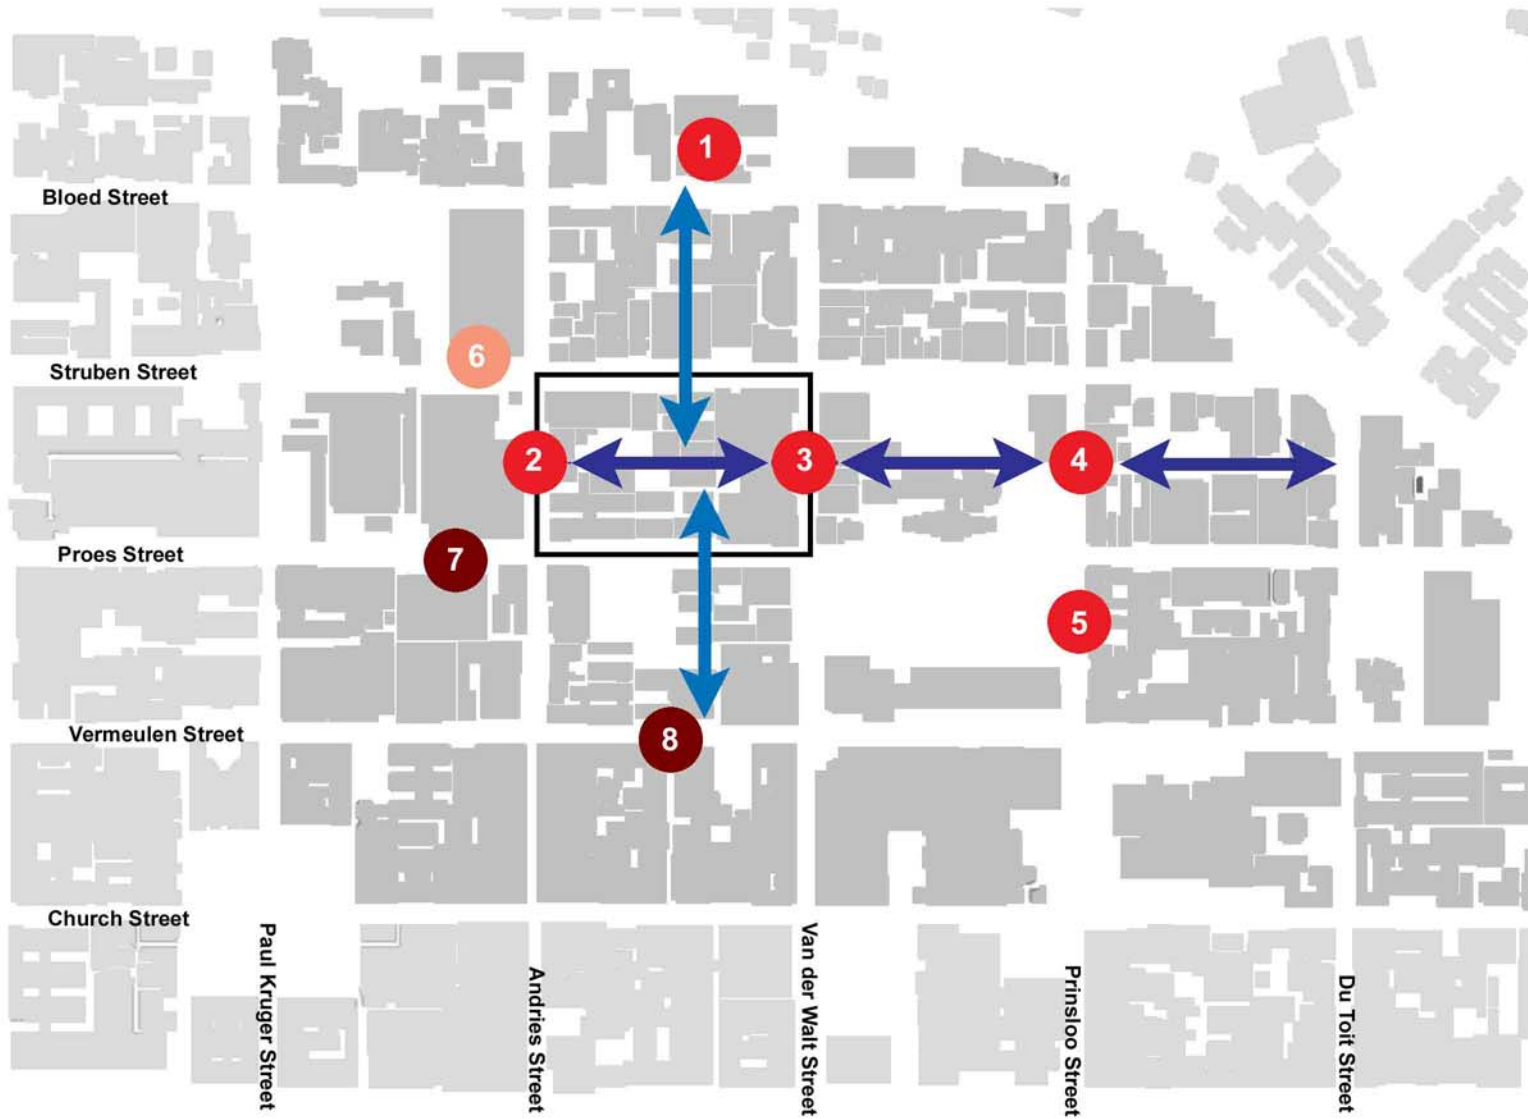 1
Bloed Street
6
Struben Street
2
3
4
7
Proes Street
5
8
Vermeulen Street
Church Street
Paul Kruger Street
Andries Street
Van der Walt Street
Prinsloo Street
Du Toit Street